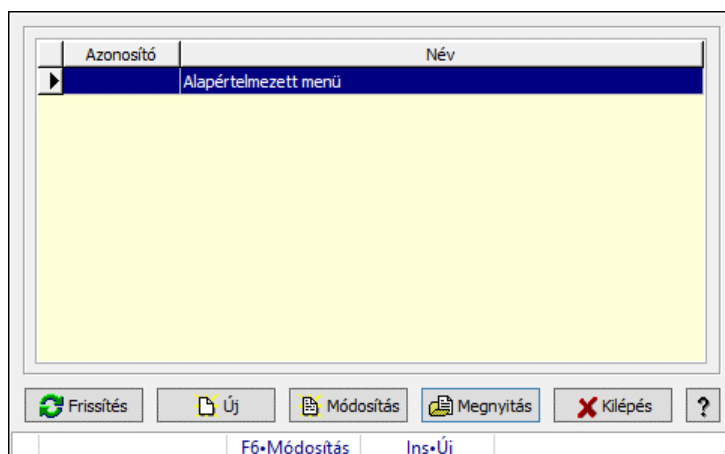 Azonosító Név
Alapértelmezett menü
Frissítés Új Módosítás Megnyitás Kilépés ?
F6•Módosítás Ins•Új